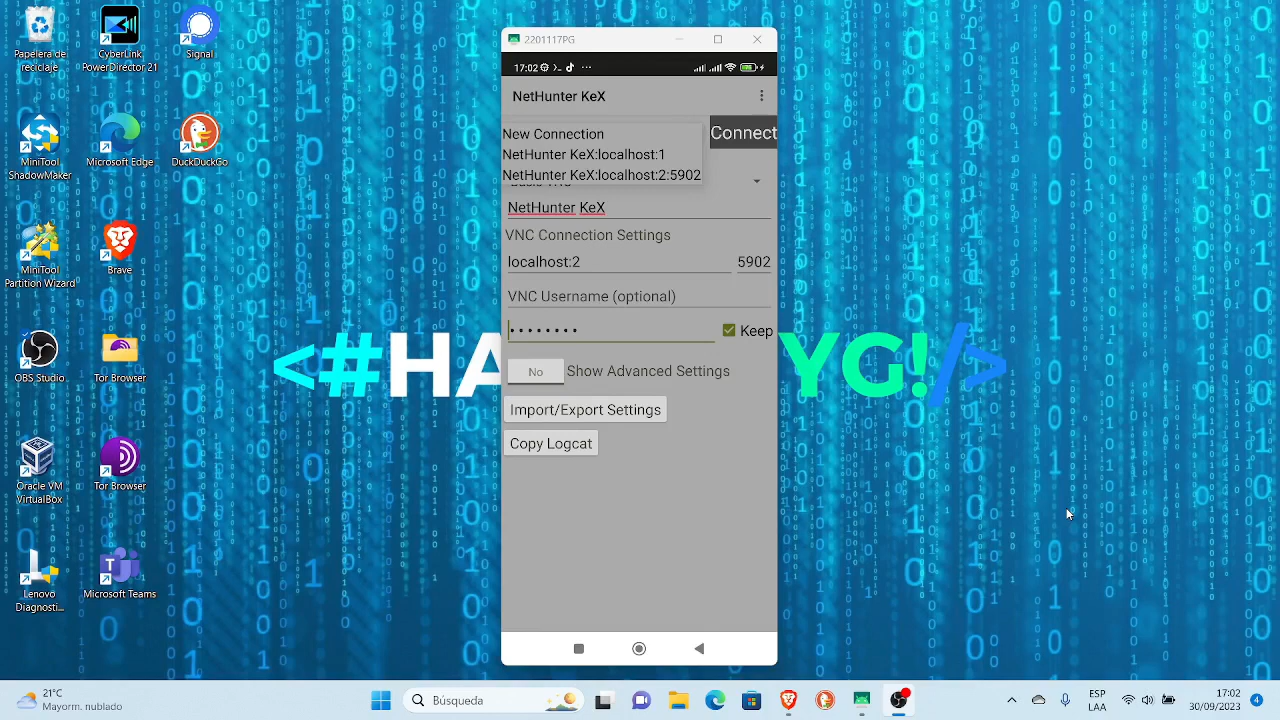 Papelera de
reciclaje
CyberLink
PowerDirector 21
Signal
MiniTool
ShadowMaker
Microsoft Edge
DuckDuckGo
MiniTool
Partition Wizard
Brave
OBS Studio
Tor Browser
Oracle VM
VirtualBox
Tor Browser
Lenovo
Diagnosti...
Microsoft Teams
<#HA
YG!/>
2201117PG
17:02
NetHunter KeX
New Connection
Connect
NetHunter KeX:localhost:1
NetHunter KeX:localhost:2:5902
NetHunter KeX
VNC Connection Settings
localhost:2 5902
VNC Username (optional)
Keep
No Show Advanced Settings
Import/Export Settings
Copy Logcat
21°C
Mayorm. nublado
Búsqueda
ESP
LAA
17:02
30/09/2023
4